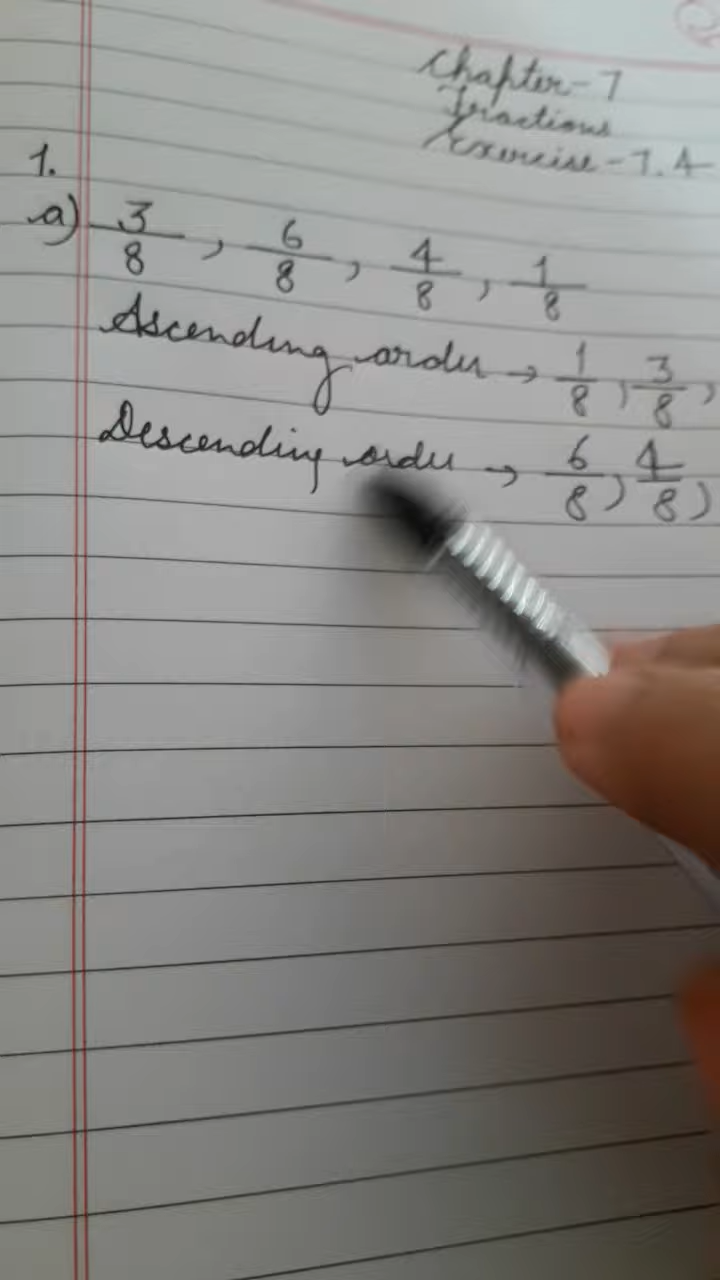 Chapter-7
Fractions
Exercise-7.4
1.
a) 3/8, 6/8, 4/8, 1/8
Ascending order → 1/8, 3/8,
Descending order → 6/8, 4/8,